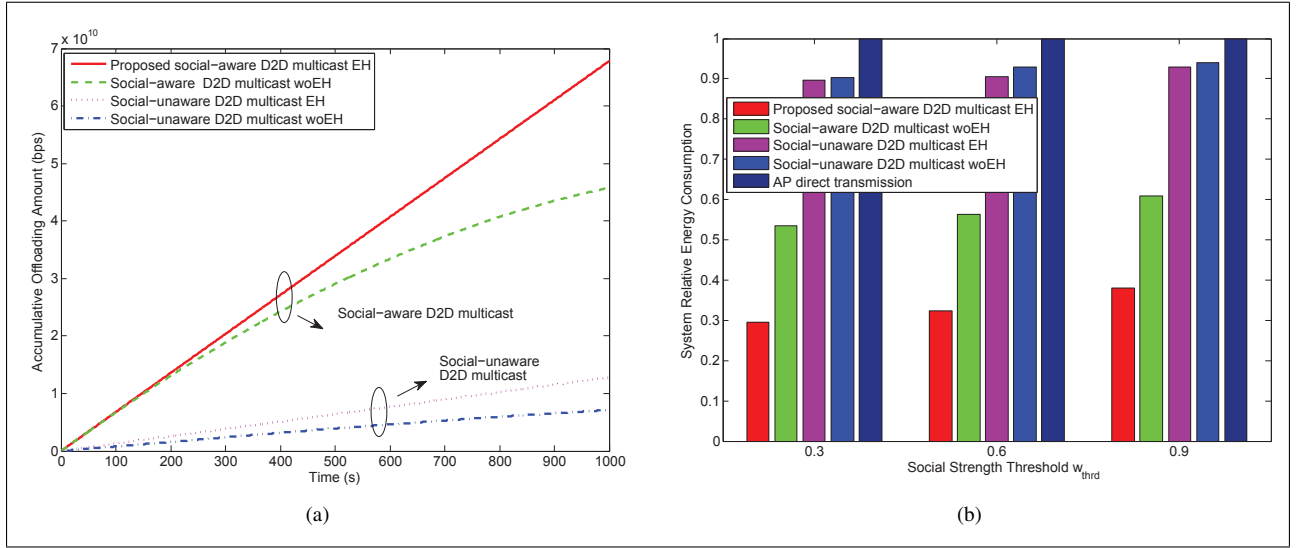 7 x 10^10
6
5
4
3
2
1
0
Accumulative Offloading Amount (bps)
Proposed social-aware D2D multicast EH
Social-aware D2D multicast woEH
Social-unaware D2D multicast EH
Social-unaware D2D multicast woEH
Social-aware D2D multicast
Social-unaware
D2D multicast
0 100 200 300 400 500 600 700 800 900 1000
Time (s)
(a)
1
0.9
0.8
0.7
0.6
0.5
0.4
0.3
0.2
0.1
0
System Relative Energy Consumption
Proposed social-aware D2D multicast EH
Social-aware D2D multicast woEH
Social-unaware D2D multicast EH
Social-unaware D2D multicast woEH
AP direct transmission
0.3 0.6 0.9
Social Strength Threshold w_thrd
(b)